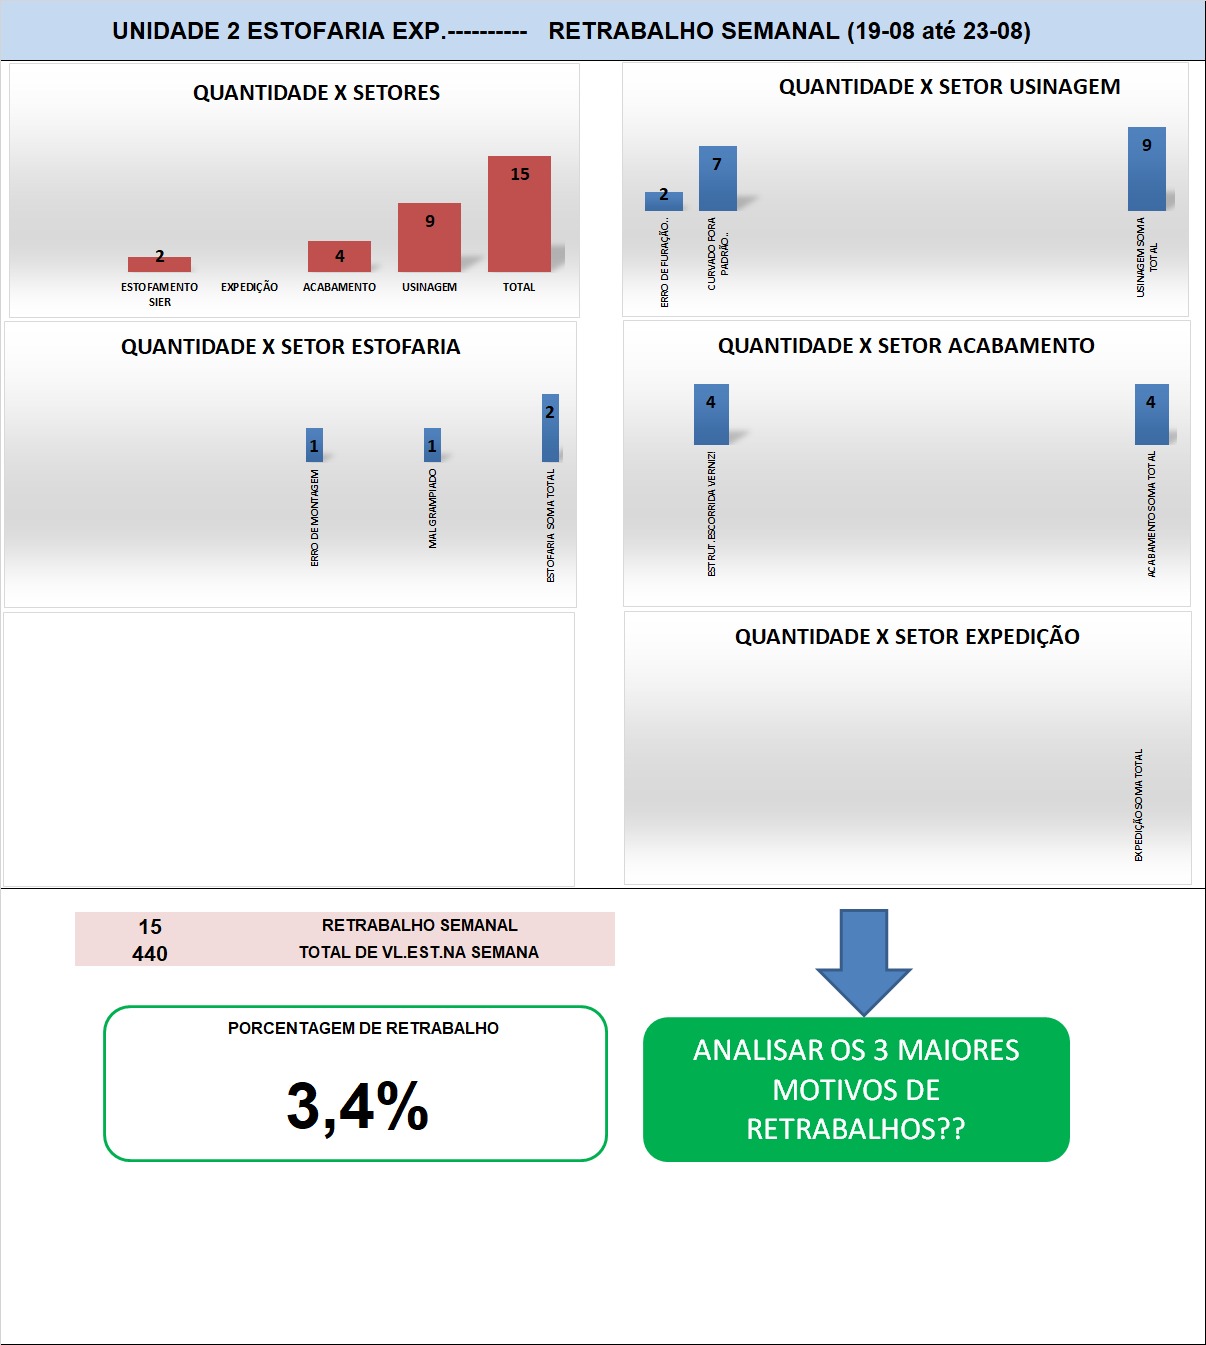 UNIDADE 2 ESTOFARIA EXP.---------- RETRABALHO SEMANAL (19-08 até 23-08)
QUANTIDADE X SETORES
2
4
9
15
ESTOFAMENTO
SIER
EXPEDIÇÃO
ACABAMENTO
USINAGEM
TOTAL
QUANTIDADE X SETOR USINAGEM
2
7
9
ERRO DE FURAÇÃO..
CURVADO FORA
PADRÃO..
USINAGEM SOMA
TOTAL
QUANTIDADE X SETOR ESTOFARIA
1
1
2
ERRO DE MONTAGEM
MAL GRAMPIADO
ESTOFARIA SOMA TOTAL
QUANTIDADE X SETOR ACABAMENTO
4
4
ESTRUT.ESCORRIDA VERNIZ!
ACABAMENTO SOMA TOTAL
QUANTIDADE X SETOR EXPEDIÇÃO
EXPEDIÇÃO SOMA TOTAL
15 RETRABALHO SEMANAL
440 TOTAL DE VL.EST.NA SEMANA
PORCENTAGEM DE RETRABALHO
3,4%
ANALISAR OS 3 MAIORES
MOTIVOS DE
RETRABALHOS??